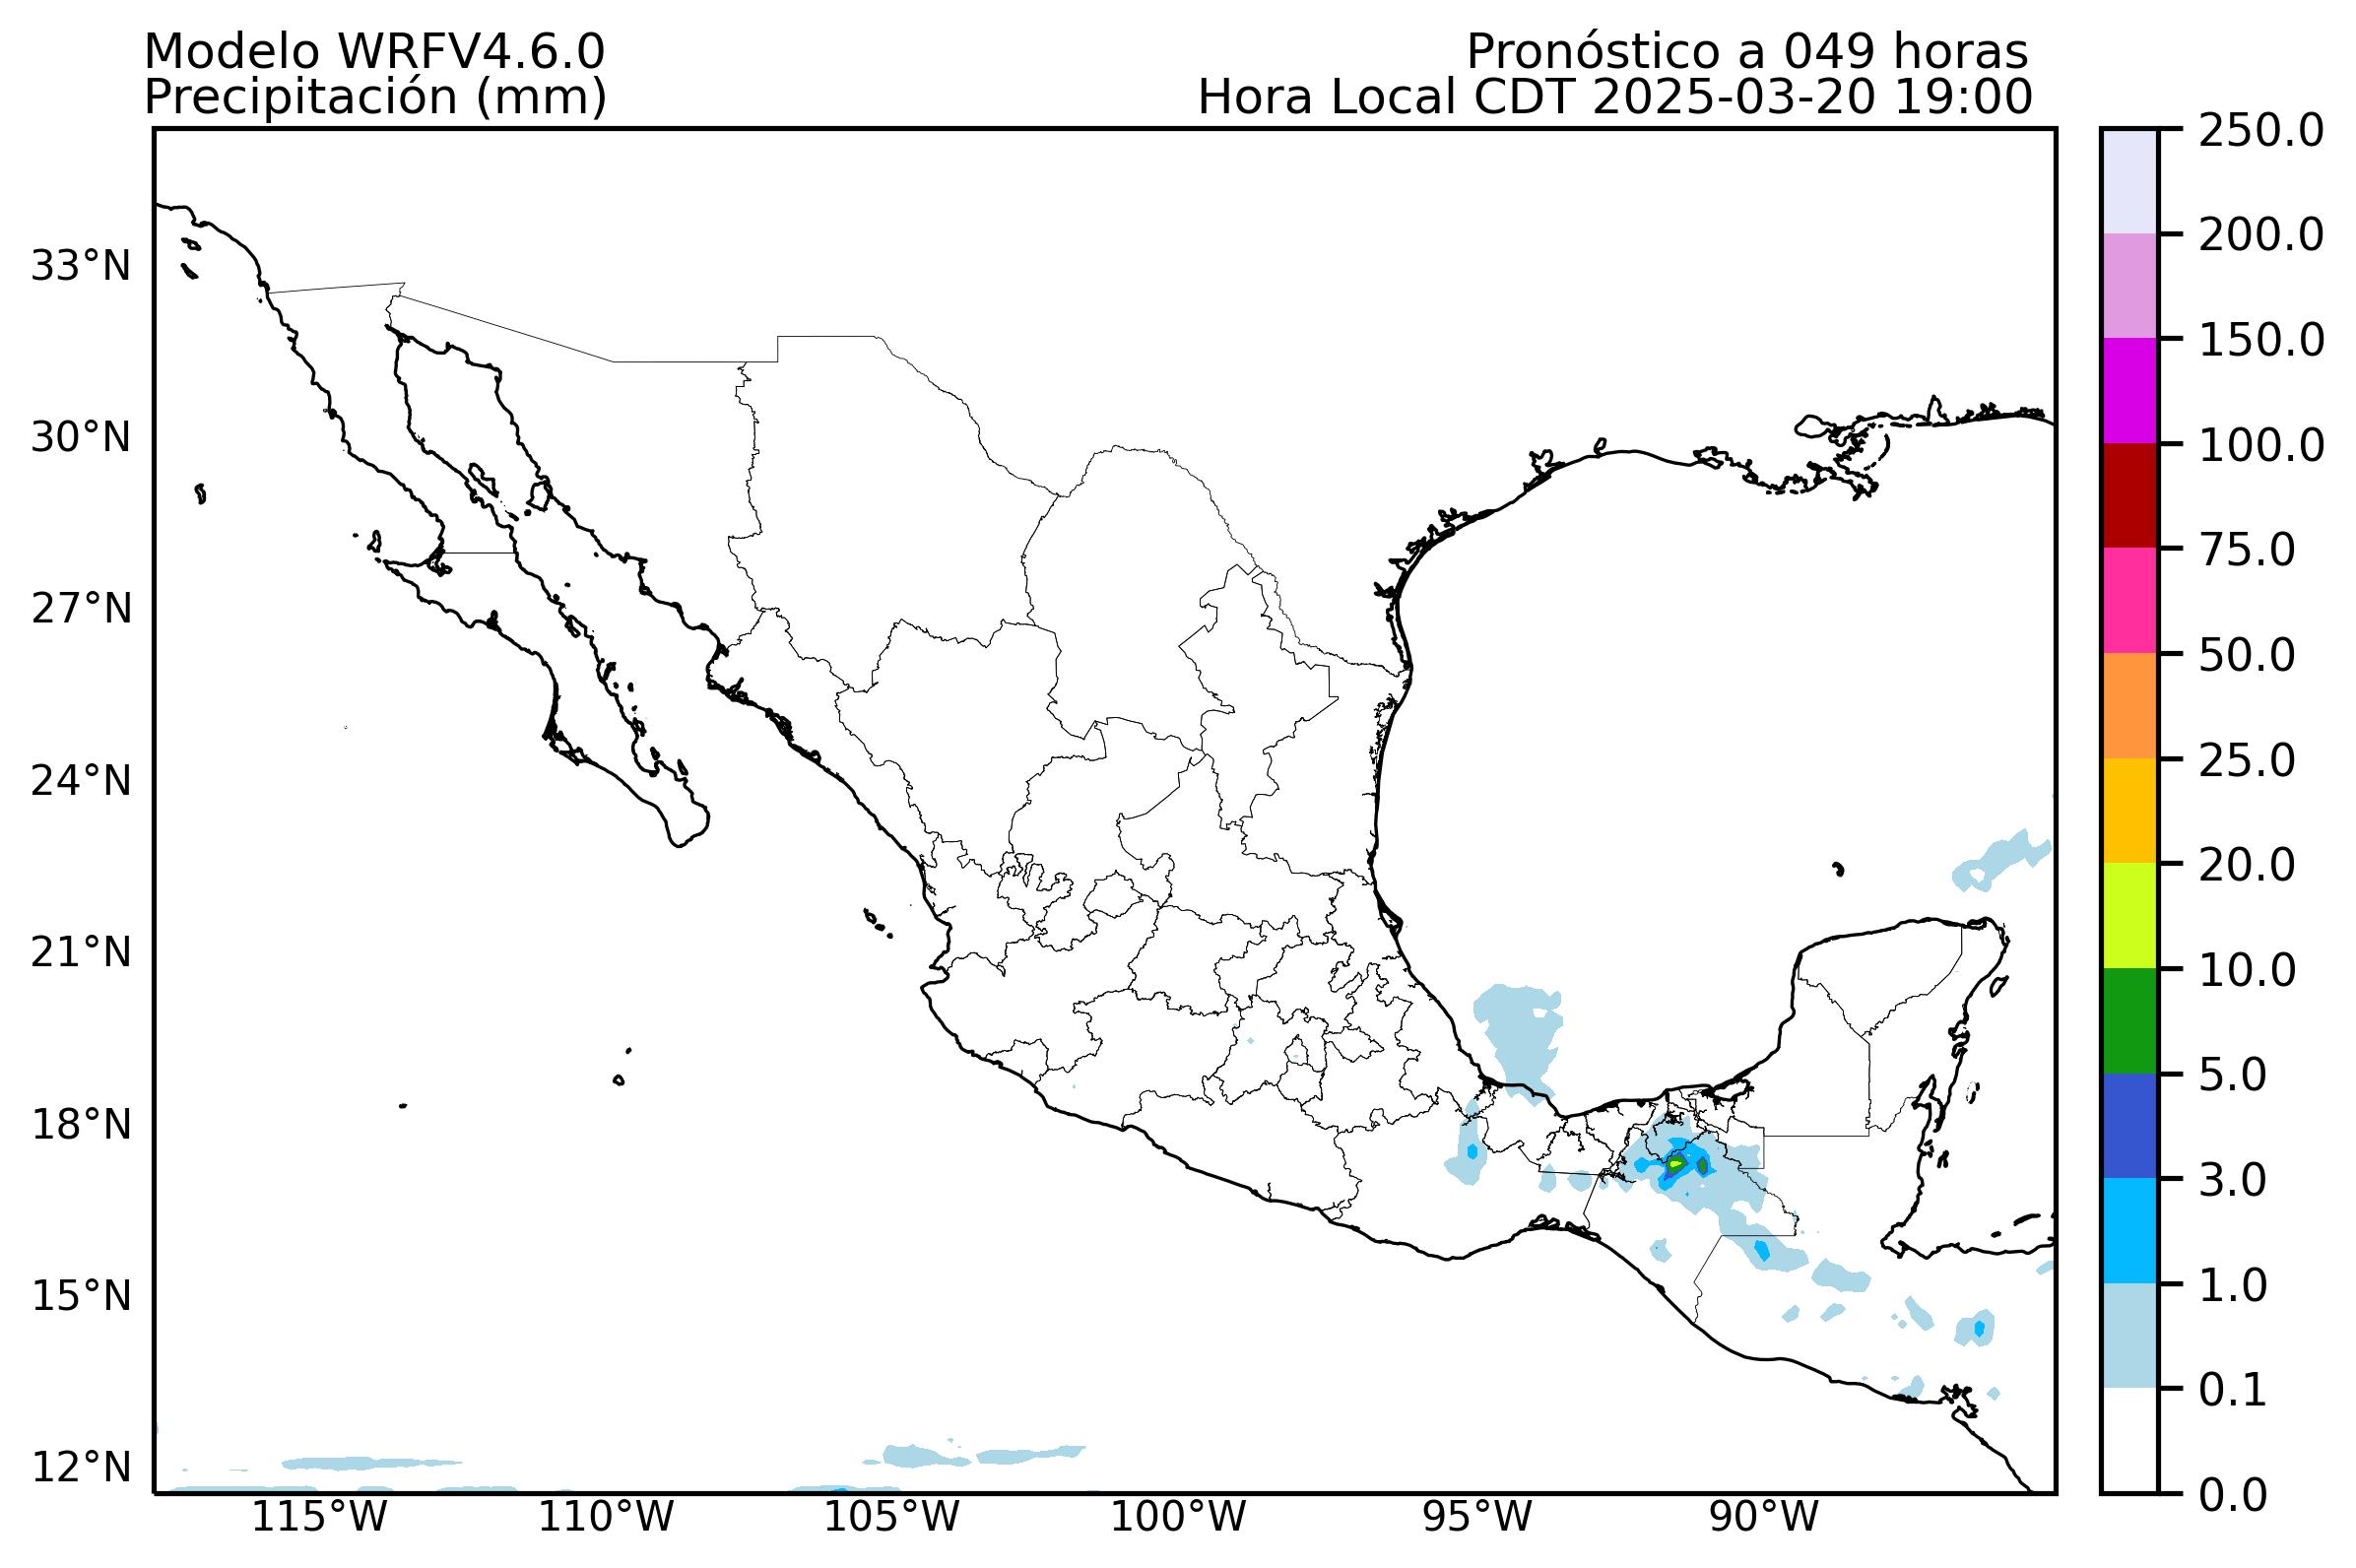 Modelo WRFV4.6.0
Pronóstico a 049 horas
Precipitación (mm)
Hora Local CDT 2025-03-20 19:00
33°N
30°N
27°N
24°N
21°N
18°N
15°N
12°N
115°W
110°W
105°W
100°W
95°W
90°W
250.0
200.0
150.0
100.0
75.0
50.0
25.0
20.0
10.0
5.0
3.0
1.0
0.1
0.0